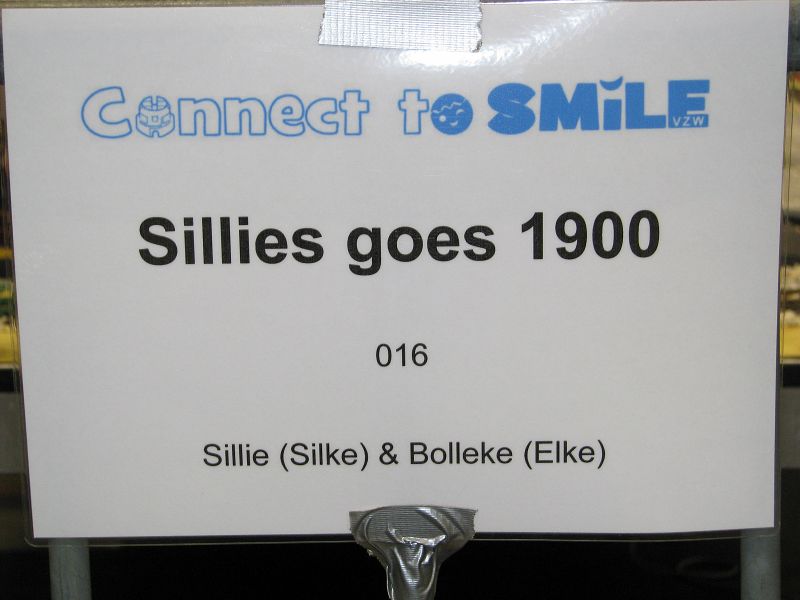 Connect to SMiLE VZW
Sillies goes 1900
016
Sillie (Silke) & Bolleke (Elke)